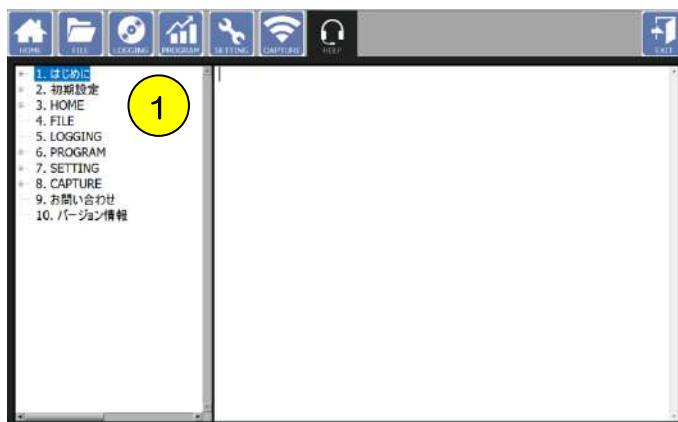 HOME FILE LOGGING PROGRAM SETTING CAPTURE HELP EXIT
1. はじめに
2. 初期設定
3. HOME
4. FILE
5. LOGGING
6. PROGRAM
7. SETTING
8. CAPTURE
9. お問い合わせ
10. バージョン情報
1